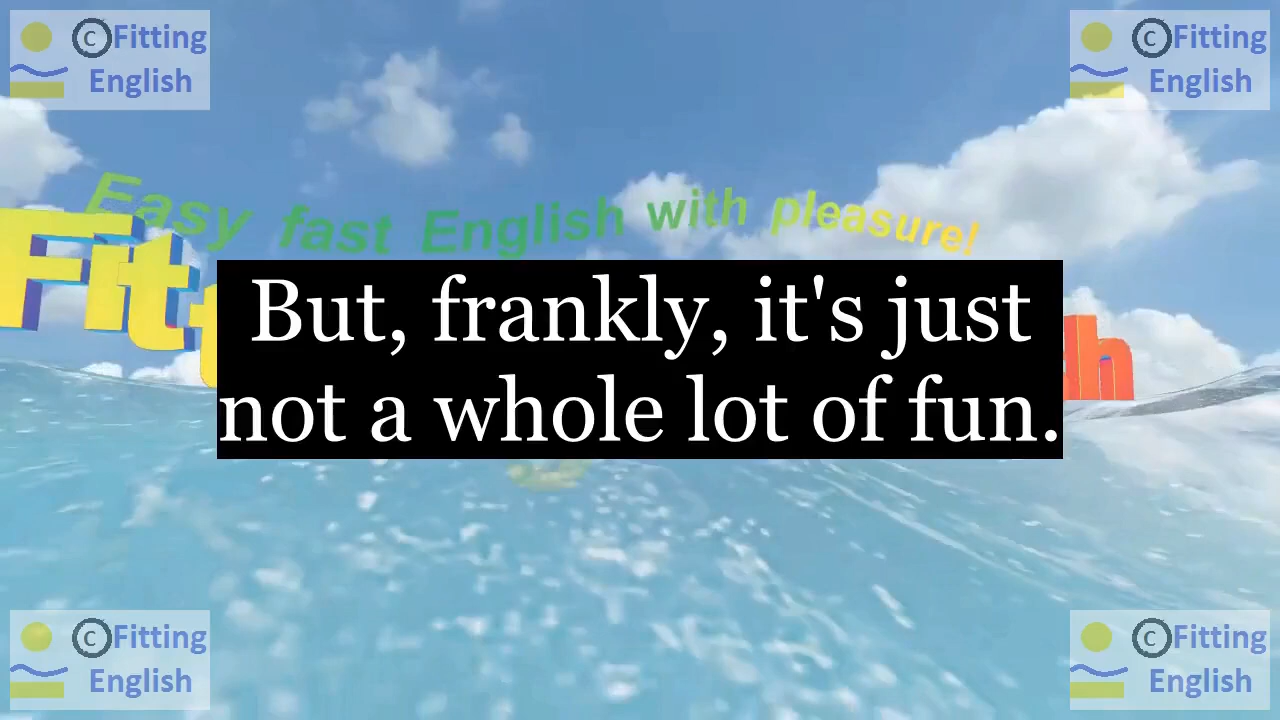 ©Fitting
English
©Fitting
English
Easy fast English with pleasure!
Fitt h
But, frankly, it's just
not a whole lot of fun.
©Fitting
English
©Fitting
English